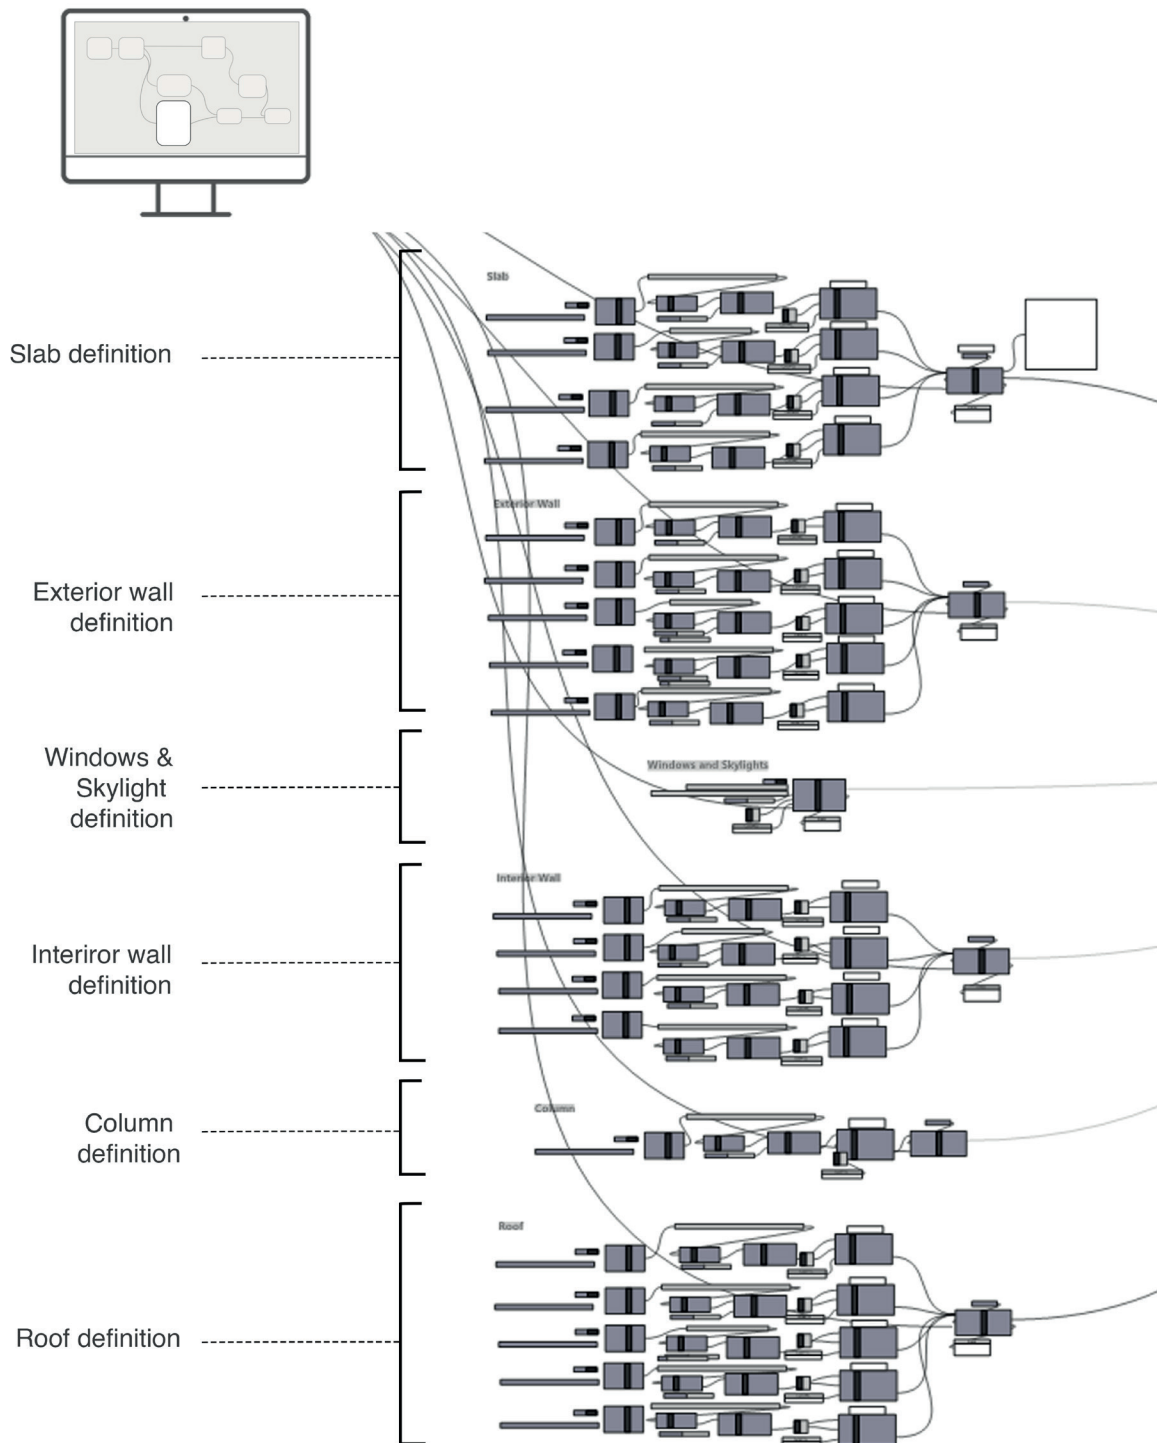 Slab
Slab definition
Exterior Wall
Exterior wall
definition
Windows and Skylights
Windows &
Skylight
definition
Interior Wall
Interiror wall
definition
Column
Column
definition
Roof
Roof definition